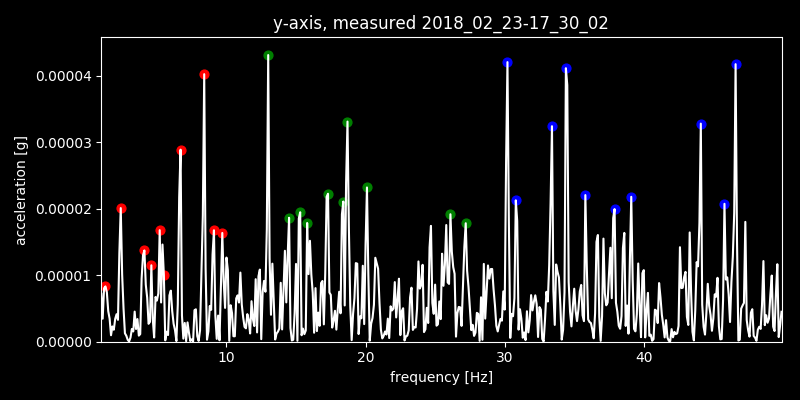 y-axis, measured 2018_02_23-17_30_02
0.00004
0.00003
0.00002
0.00001
0.00000
acceleration [g]
10 20 30 40
frequency [Hz]